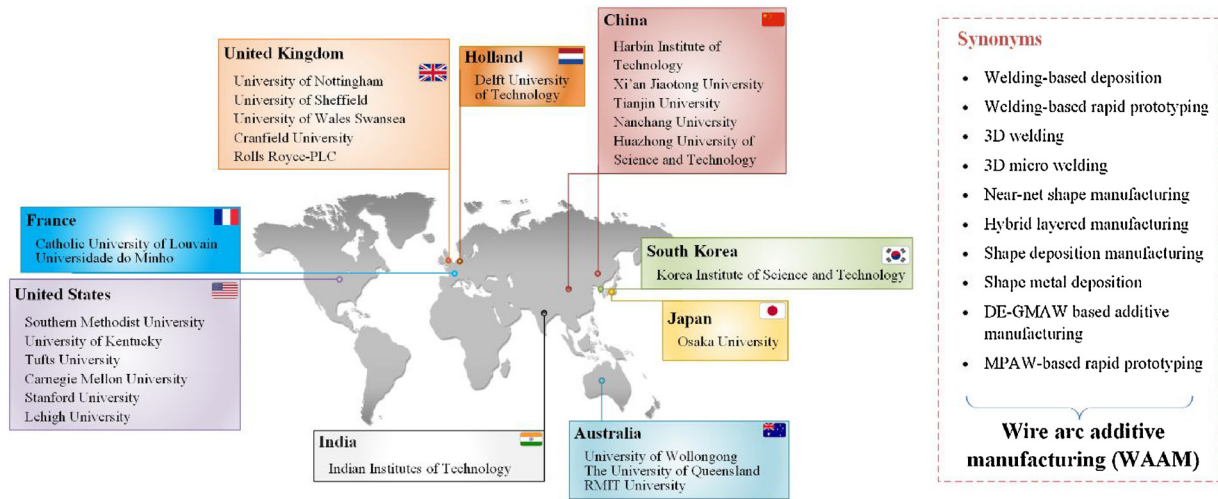 United Kingdom
University of Nottingham
University of Sheffield
University of Wales Swansea
Cranfield University
Rolls Royce-PLC
Holland
Delft University
of Technology
China
Harbin Institute of
Technology
Xi'an Jiaotong University
Tianjin University
Nanchang University
Huazhong University of
Science and Technology
France
Catholic University of Louvain
Universidade do Minho
United States
Southern Methodist University
University of Kentucky
Tufts University
Carnegie Mellon University
Stanford University
Lehigh University
South Korea
Korea Institute of Science and Technology
Japan
Osaka University
India
Indian Institutes of Technology
Australia
University of Wollongong
The University of Queensland
RMIT University
Synonyms
• Welding-based deposition
• Welding-based rapid prototyping
• 3D welding
• 3D micro welding
• Near-net shape manufacturing
• Hybrid layered manufacturing
• Shape deposition manufacturing
• Shape metal deposition
• DE-GMAW based additive
manufacturing
• MPAW-based rapid prototyping
Wire arc additive
manufacturing (WAAM)